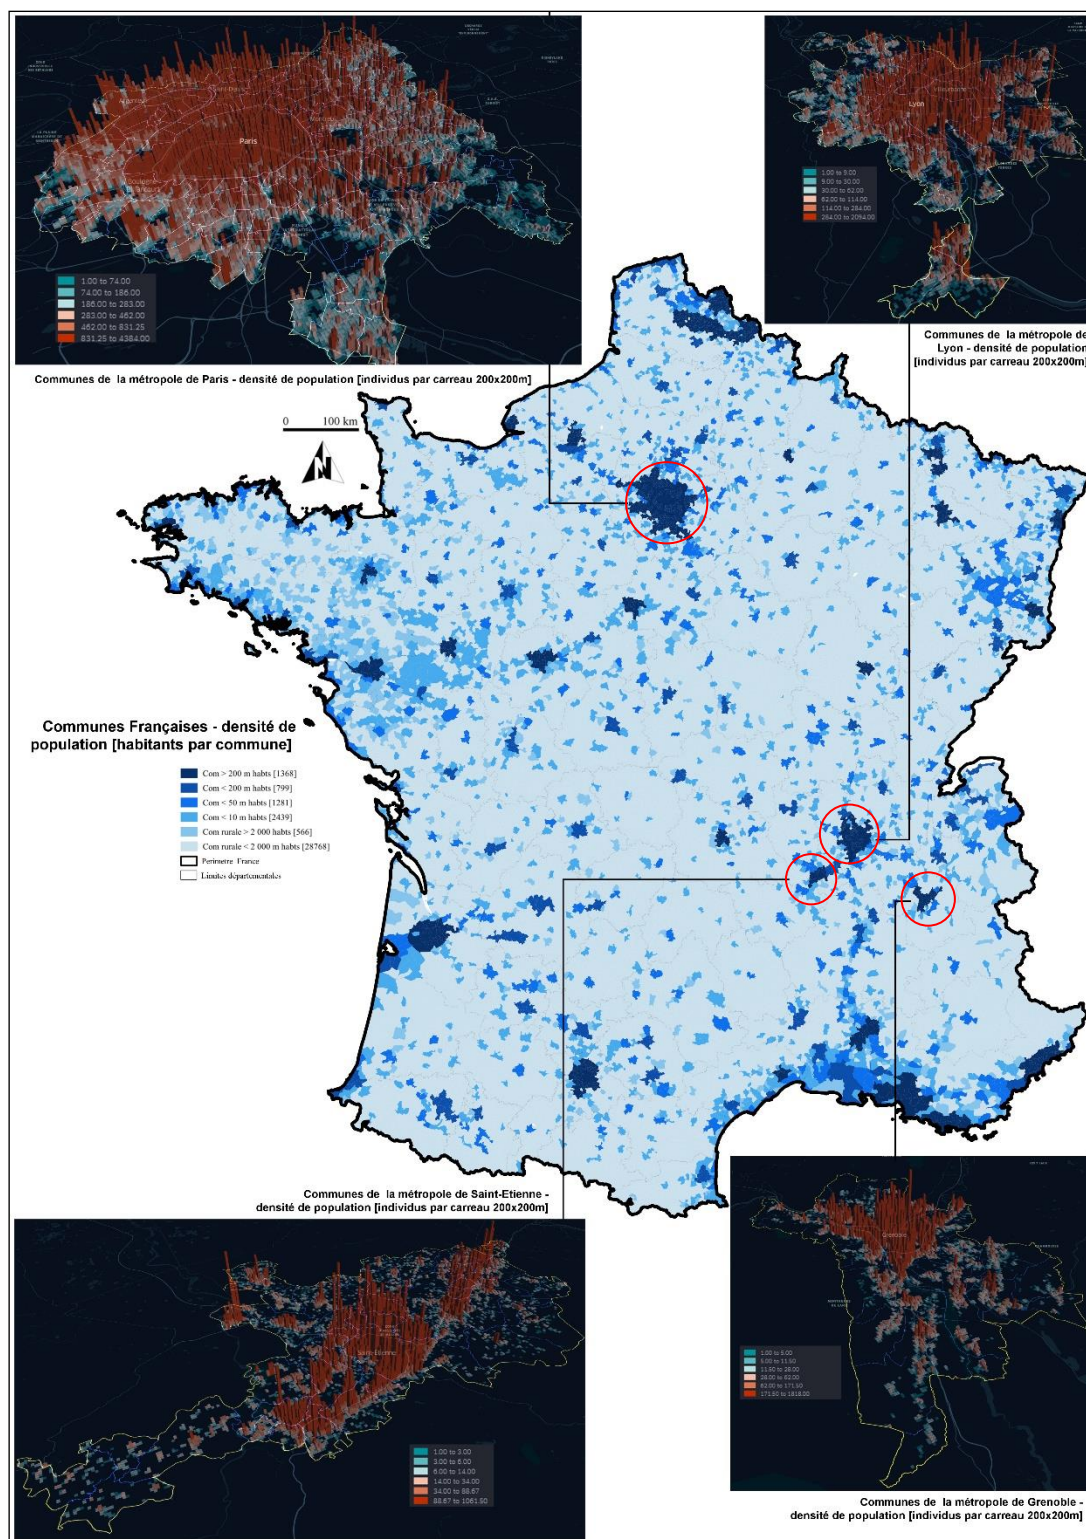 Paris
1.00 to 74.00
74.00 to 186.00
186.00 to 283.00
283.00 to 462.00
462.00 to 831.25
831.25 to 4384.00
Communes de la métropole de Paris - densité de population [individus par carreau 200x200m]
Lyon
1.00 to 9.00
9.00 to 30.00
30.00 to 62.00
62.00 to 114.00
114.00 to 284.00
284.00 to 2094.00
Communes de la métropole de
Lyon - densité de population
[individus par carreau 200x200m]
0 100 km
N
Communes Françaises - densité de
population [habitants par commune]
Com > 200 m habts [1368]
Com < 200 m habts [799]
Com < 50 m habts [1281]
Com < 10 m habts [2439]
Com rurale > 2 000 habts [566]
Com rurale < 2 000 m habts [28768]
Perimetre France
Limites départementales
Communes de la métropole de Saint-Etienne -
densité de population [individus par carreau 200x200m]
Saint-Etienne
1.00 to 3.00
3.00 to 6.00
6.00 to 14.00
14.00 to 34.00
34.00 to 88.67
88.67 to 1061.50
Grenoble
1.00 to 5.00
5.00 to 11.50
11.50 to 28.00
28.00 to 62.00
62.00 to 171.50
171.50 to 1818.00
Communes de la métropole de Grenoble -
densité de population [individus par carreau 200x200m]